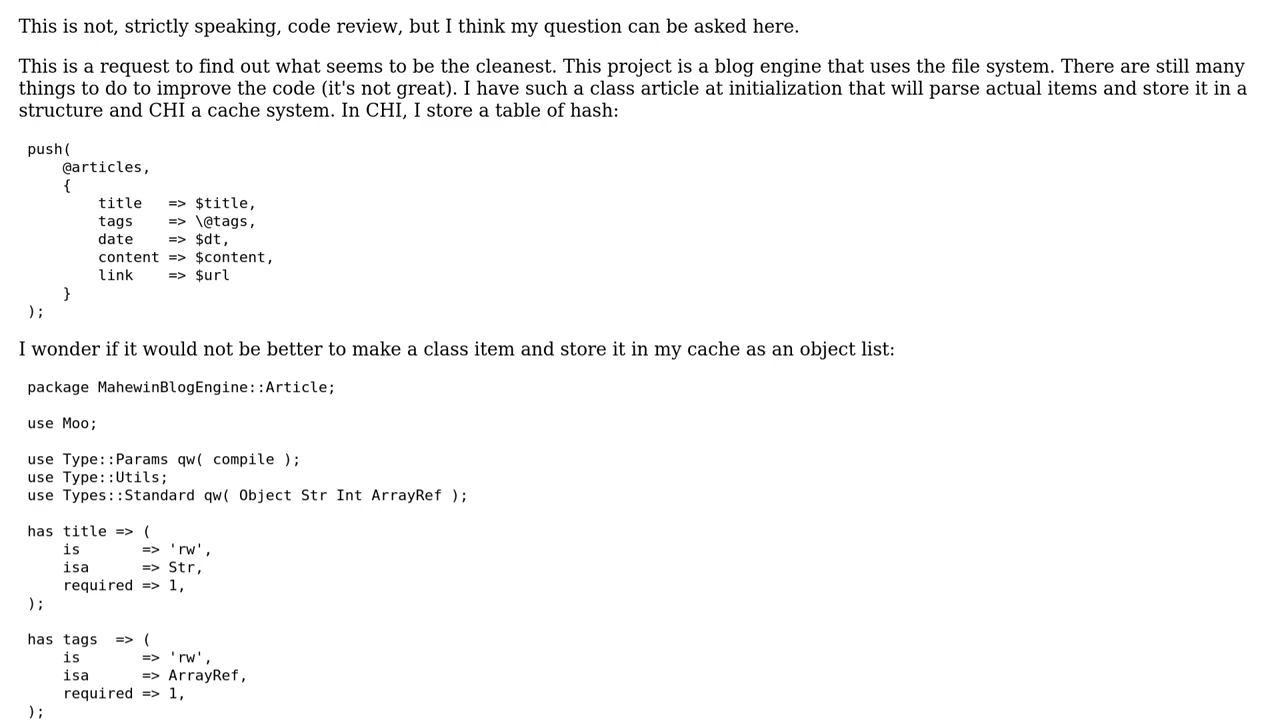 This is not, strictly speaking, code review, but I think my question can be asked here.
This is a request to find out what seems to be the cleanest. This project is a blog engine that uses the file system. There are still many
things to do to improve the code (it's not great). I have such a class article at initialization that will parse actual items and store it in a
structure and CHI a cache system. In CHI, I store a table of hash:
push(
    @articles,
    {
        title   => $title,
        tags    => \@tags,
        date    => $dt,
        content => $content,
        link    => $url
    }
);
I wonder if it would not be better to make a class item and store it in my cache as an object list:
package MahewinBlogEngine::Article;
use Moo;
use Type::Params qw( compile );
use Type::Utils;
use Types::Standard qw( Object Str Int ArrayRef );
has title => (
    is       => 'rw',
    isa      => Str,
    required => 1,
);
has tags  => (
    is       => 'rw',
    isa      => ArrayRef,
    required => 1,
);